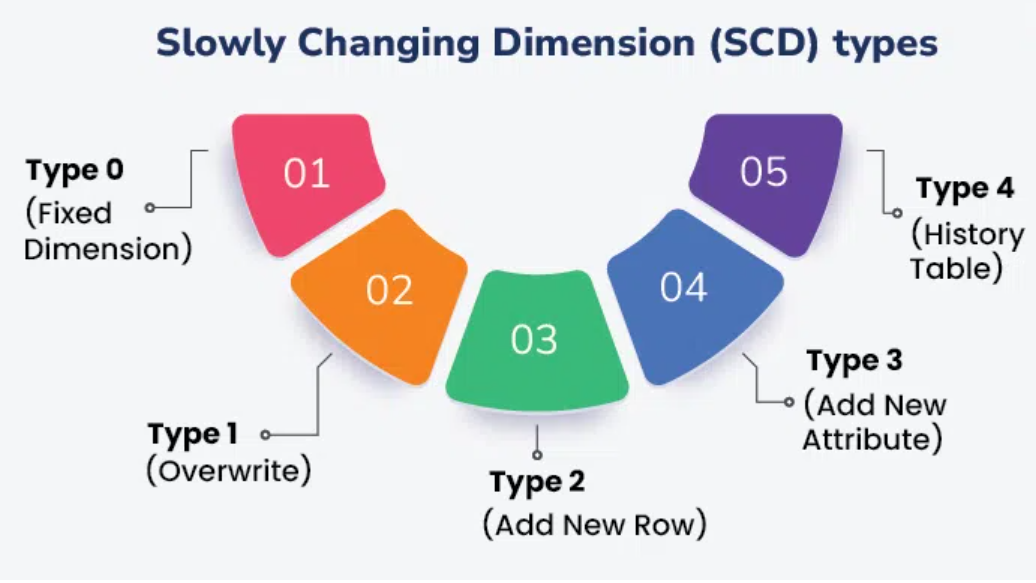 Slowly Changing Dimension (SCD) types
01
Type 0
(Fixed
Dimension)
02
Type 1
(Overwrite)
03
Type 2
(Add New Row)
04
Type 3
(Add New
Attribute)
05
Type 4
(History
Table)